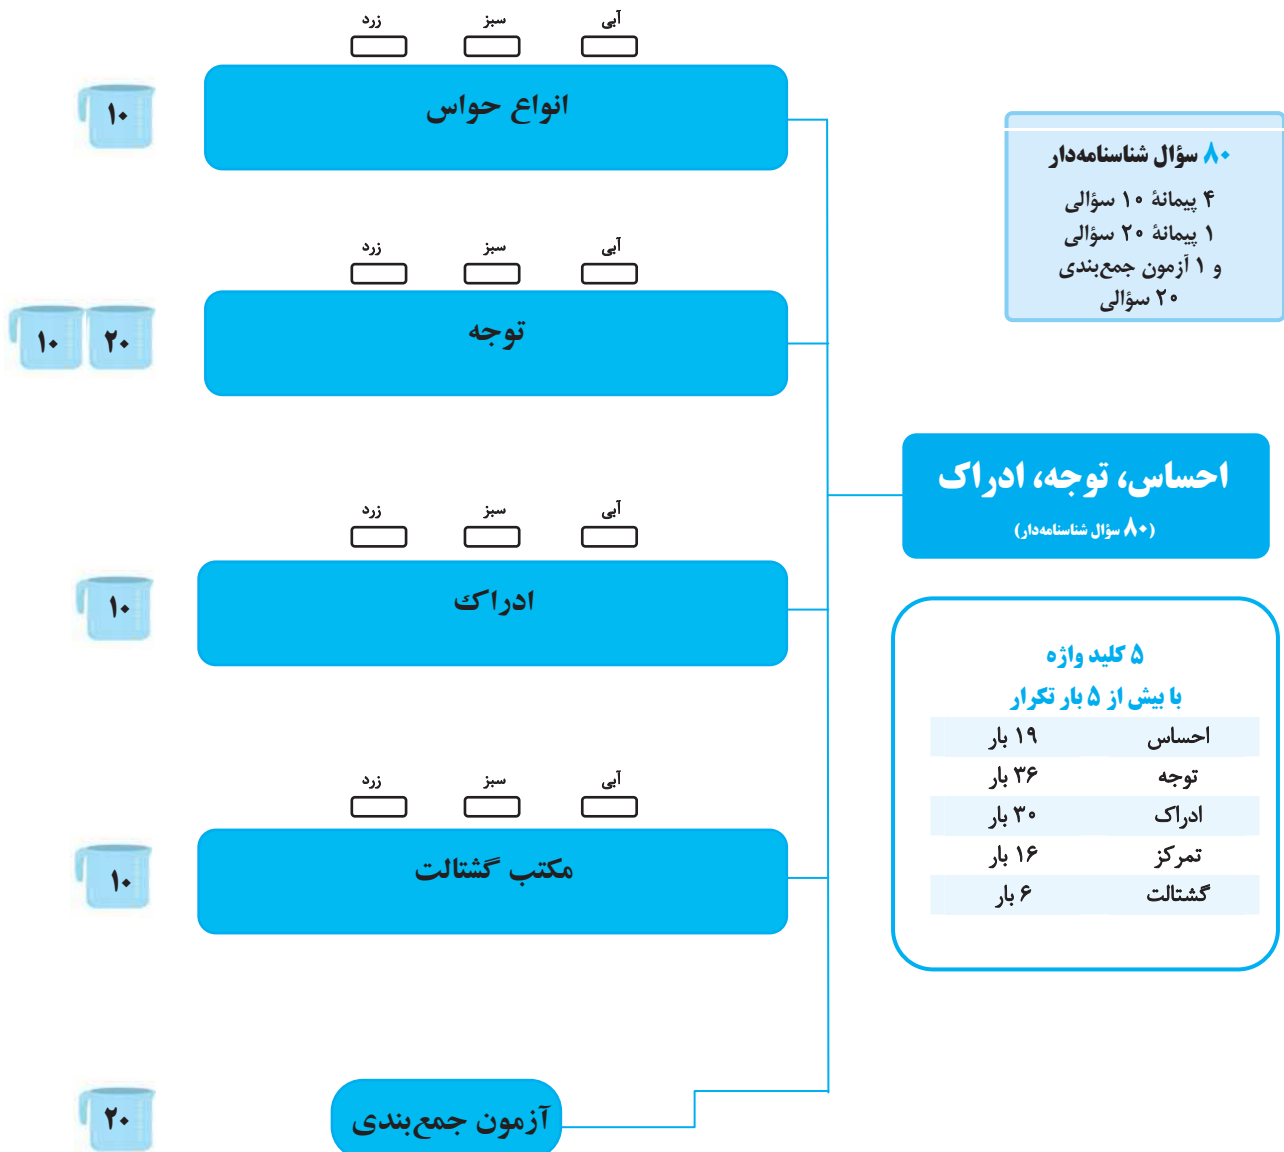 ۸۰ سؤال شناسنامه‌دار
۴ پیمانهٔ ۱۰ سؤالی
۱ پیمانهٔ ۲۰ سؤالی
و ۱ آزمون جمع‌بندی
۲۰ سؤالی
احساس، توجه، ادراک
(۸۰ سؤال شناسنامه‌دار)
۵ کلید واژه
با بیش از ۵ بار تکرار
احساس ۱۹ بار
توجه ۳۶ بار
ادراک ۳۰ بار
تمرکز ۱۶ بار
گشتالت ۶ بار
آبی سبز زرد
انواع حواس
۱۰
آبی سبز زرد
توجه
۲۰ ۱۰
آبی سبز زرد
ادراک
۱۰
آبی سبز زرد
مکتب گشتالت
۱۰
آزمون جمع‌بندی
۲۰